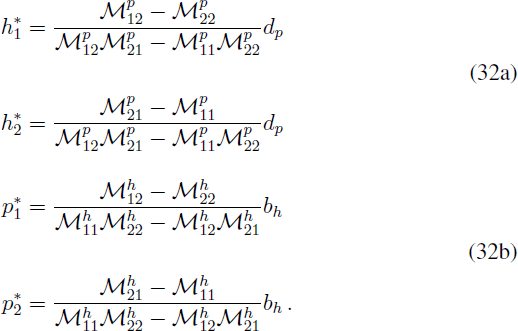 $h_1^* = \frac{\mathcal{M}_{12}^p - \mathcal{M}_{22}^p}{\mathcal{M}_{12}^p \mathcal{M}_{21}^p - \mathcal{M}_{11}^p \mathcal{M}_{22}^p} d_p$
(32a)
$h_2^* = \frac{\mathcal{M}_{21}^p - \mathcal{M}_{11}^p}{\mathcal{M}_{12}^p \mathcal{M}_{21}^p - \mathcal{M}_{11}^p \mathcal{M}_{22}^p} d_p$
$p_1^* = \frac{\mathcal{M}_{12}^h - \mathcal{M}_{22}^h}{\mathcal{M}_{11}^h \mathcal{M}_{22}^h - \mathcal{M}_{12}^h \mathcal{M}_{21}^h} b_h$
(32b)
$p_2^* = \frac{\mathcal{M}_{21}^h - \mathcal{M}_{11}^h}{\mathcal{M}_{11}^h \mathcal{M}_{22}^h - \mathcal{M}_{12}^h \mathcal{M}_{21}^h} b_h .$